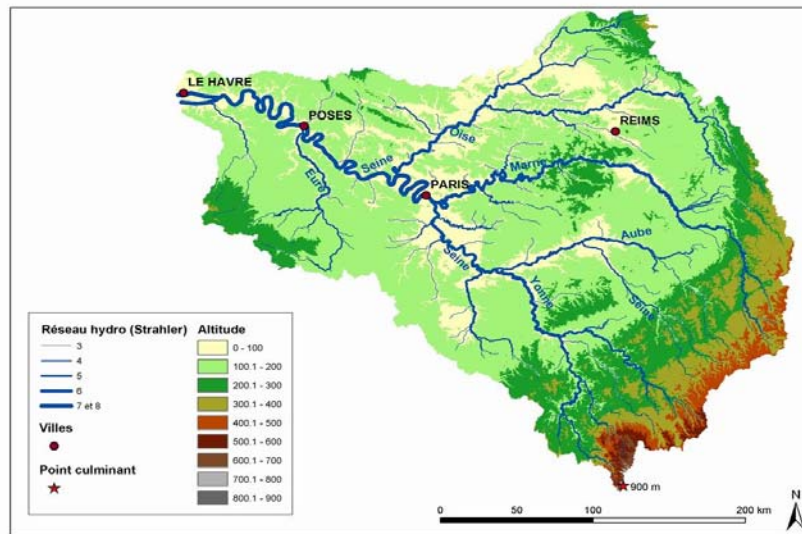 LE HAVRE
POSES
REIMS
Oise
Seine
Marne
Eure
PARIS
Aube
Seine
Yonne
Seine
Réseau hydro (Strahler)
3
4
5
6
7 et 8
Villes
Point culminant
Altitude
0 - 100
100.1 - 200
200.1 - 300
300.1 - 400
400.1 - 500
500.1 - 600
600.1 - 700
700.1 - 800
800.1 - 900
900 m
N
0 50 100 200 km